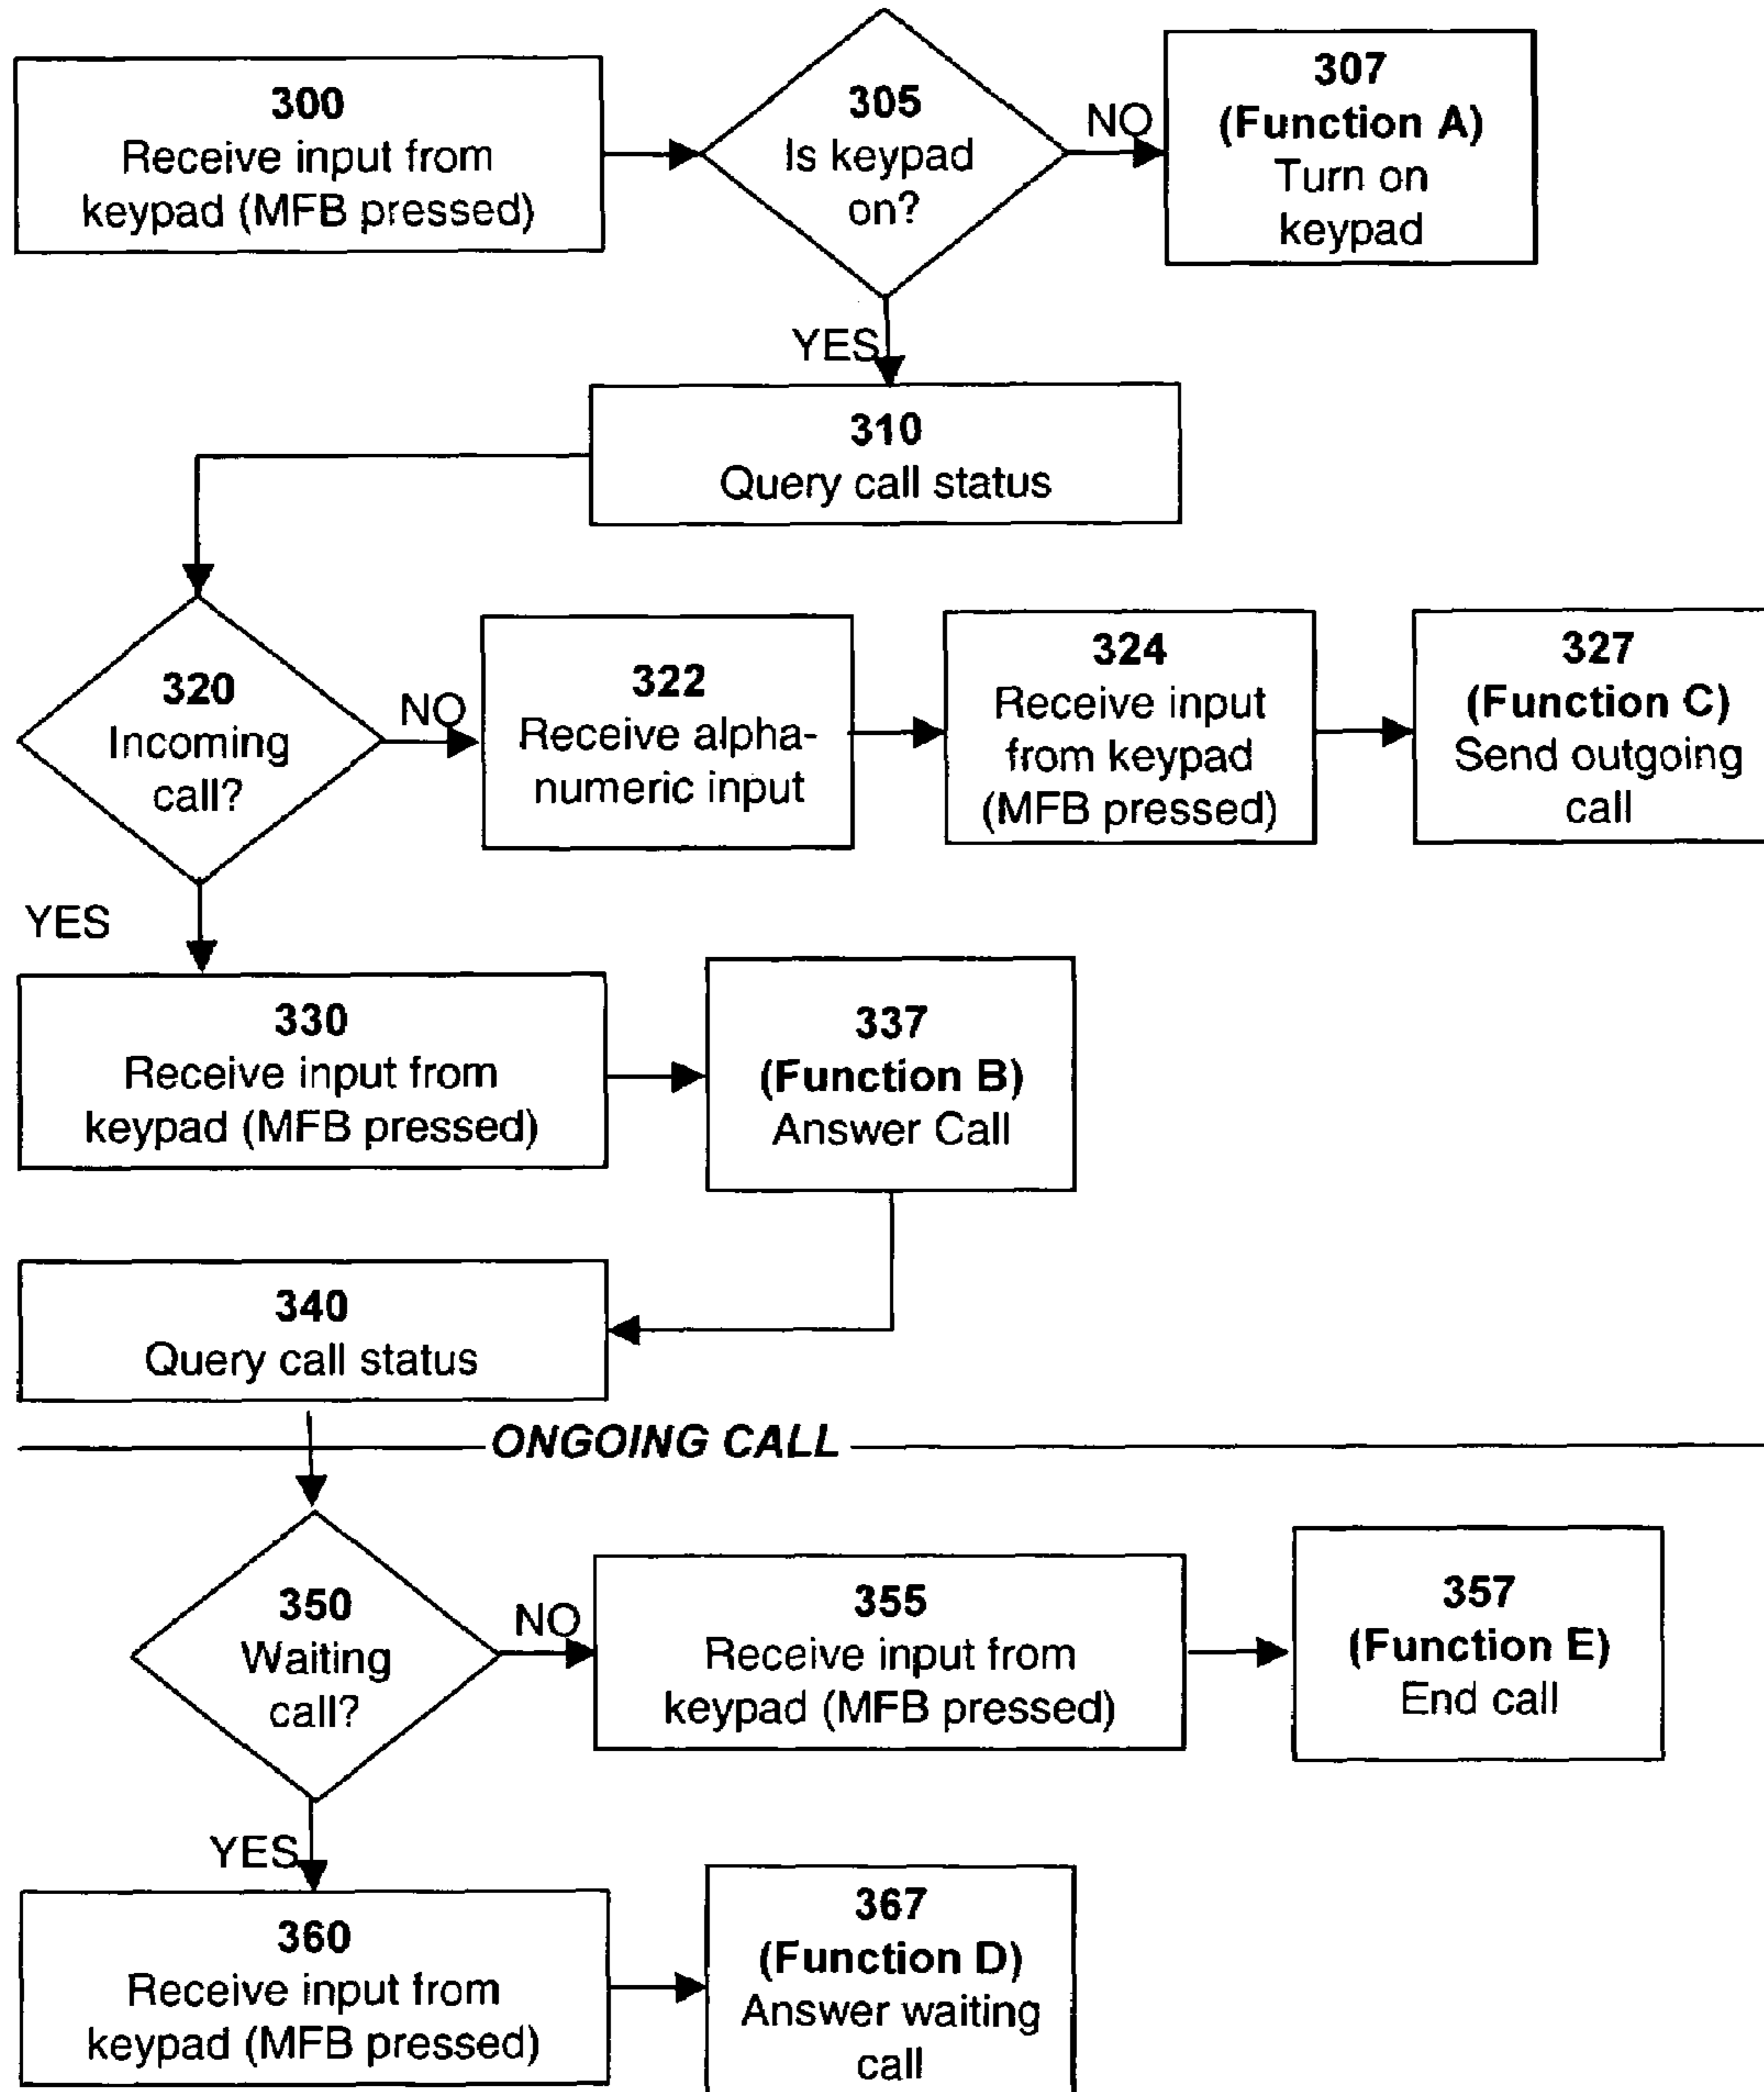 300
Receive input from
keypad (MFB pressed)
305
Is keypad
on?
NO
307
(Function A)
Turn on
keypad
YES
310
Query call status
320
Incoming
call?
NO
322
Receive alpha-
numeric input
324
Receive input
from keypad
(MFB pressed)
327
(Function C)
Send outgoing
call
YES
330
Receive input from
keypad (MFB pressed)
337
(Function B)
Answer Call
340
Query call status
ONGOING CALL
350
Waiting
call?
NO
355
Receive input from
keypad (MFB pressed)
357
(Function E)
End call
YES
360
Receive input from
keypad (MFB pressed)
367
(Function D)
Answer waiting
call